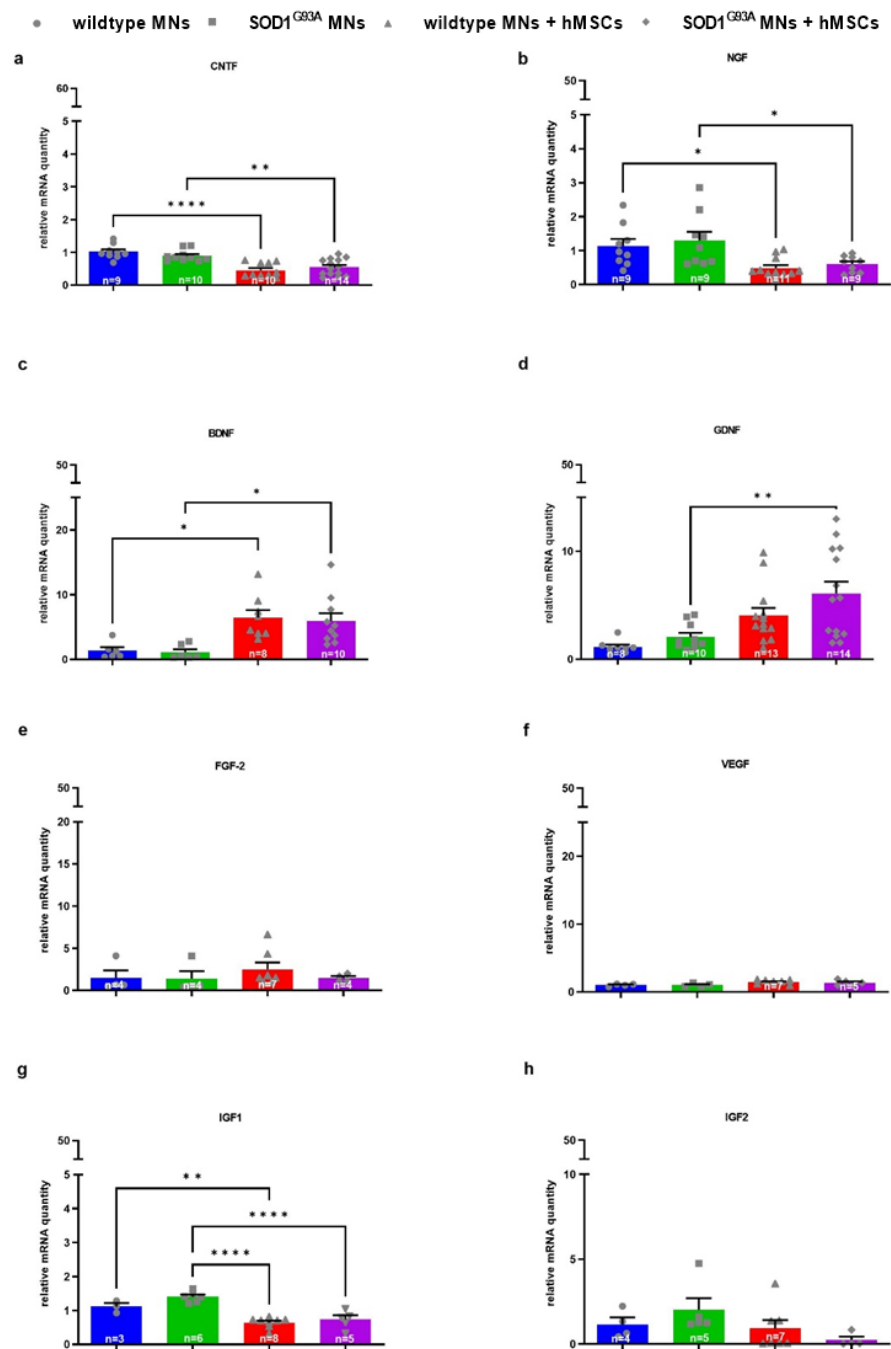 wildtype MNs SOD1G93A MNs wildtype MNs + hMSCs SOD1G93A MNs + hMSCs
a
CNTF
60
5
4
3
2
1
0
relative mRNA quantity
* *
* * * *
n=9 n=10 n=10 n=14
b
NGF
50
5
4
3
2
1
0
relative mRNA quantity
*
*
n=9 n=9 n=11 n=9
c
BDNF
50
20
10
0
relative mRNA quantity
*
*
n=8 n=10
d
GDNF
50
10
0
relative mRNA quantity
* *
n=8 n=10 n=13 n=14
e
FGF-2
50
20
15
10
5
0
relative mRNA quantity
n=4 n=4 n=7 n=4
f
VEGF
50
20
10
0
relative mRNA quantity
n=7 n=5
g
IGF1
50
5
4
3
2
1
0
relative mRNA quantity
* *
* * * *
* * * *
n=3 n=6 n=8 n=5
h
IGF2
50
10
5
0
relative mRNA quantity
n=4 n=5 n=7